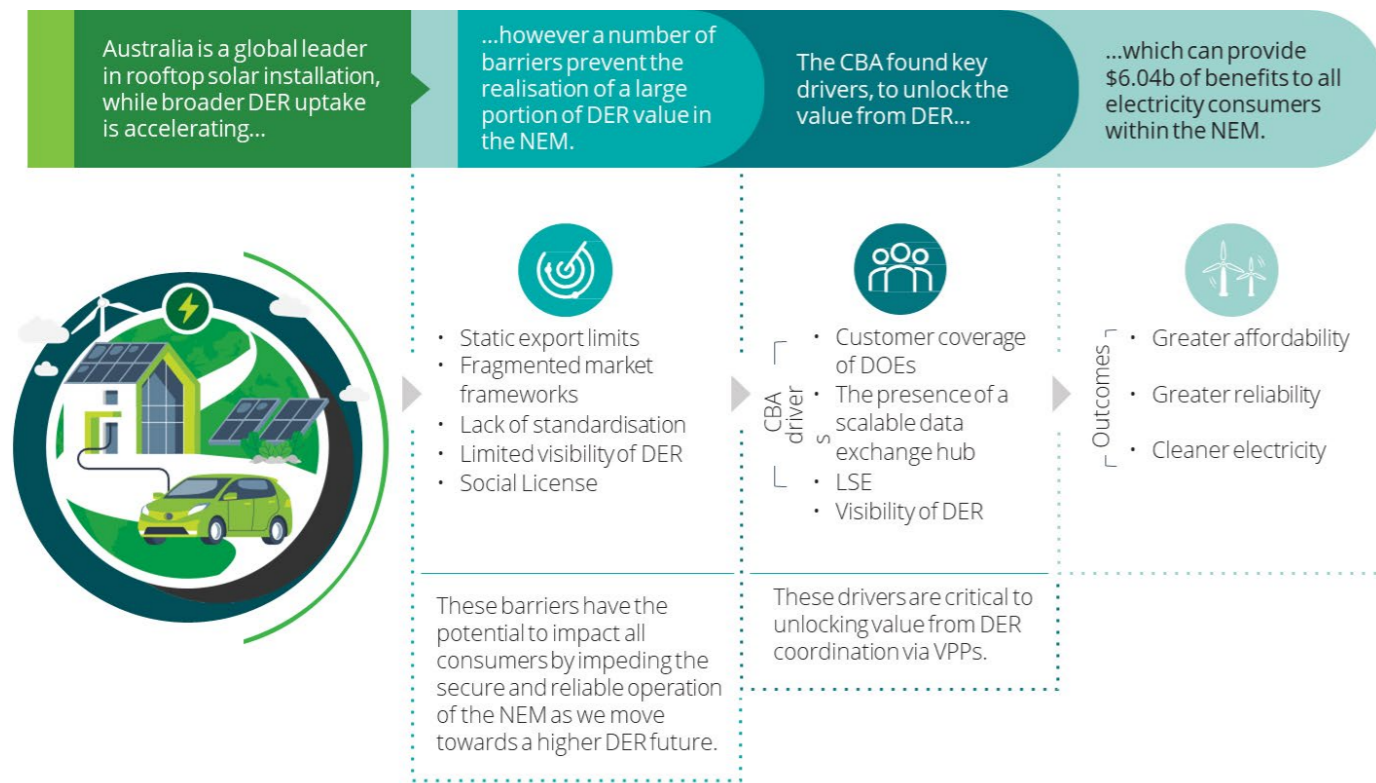 Australia is a global leader
in rooftop solar installation,
while broader DER uptake
is accelerating...
...however a number of
barriers prevent the
realisation of a large
portion of DER value in
the NEM.
The CBA found key
drivers, to unlock the
value from DER...
...which can provide
$6.04b of benefits to all
electricity consumers
within the NEM.
• Static export limits
• Fragmented market
frameworks
• Lack of standardisation
• Limited visibility of DER
• Social License
These barriers have the
potential to impact all
consumers by impeding the
secure and reliable operation
of the NEM as we move
towards a higher DER future.
CBA
driver
s
• Customer coverage
of DOEs
• The presence of a
scalable data
exchange hub
• LSE
• Visibility of DER
These drivers are critical to
unlocking value from DER
coordination via VPPs.
Outcomes
• Greater affordability
• Greater reliability
• Cleaner electricity